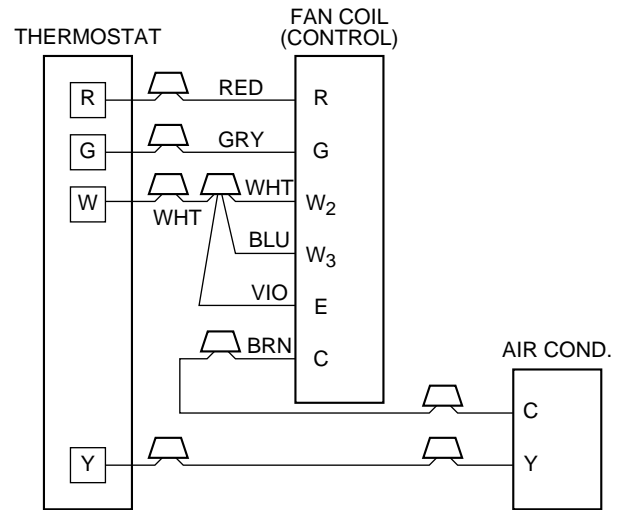 FAN COIL
(CONTROL)
THERMOSTAT
R RED R
G GRY G
W WHT WHT W2
BLU W3
VIO E
BRN C
AIR COND.
C
Y Y